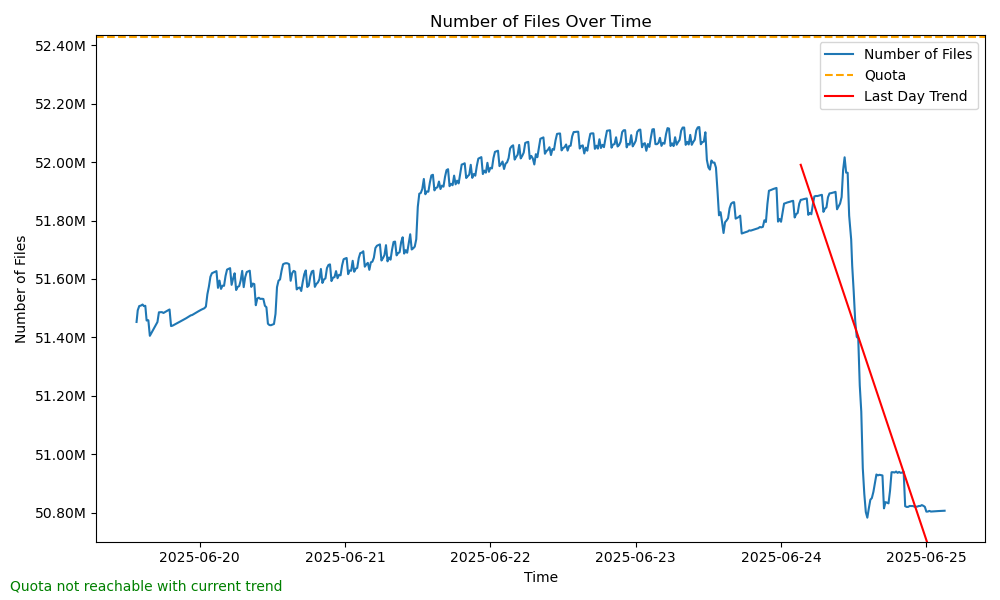 Number of Files Over Time
Number of Files
Quota
Last Day Trend
52.40M
52.20M
52.00M
51.80M
51.60M
51.40M
51.20M
51.00M
50.80M
Number of Files
2025-06-20
2025-06-21
2025-06-22
2025-06-23
2025-06-24
2025-06-25
Time
Quota not reachable with current trend